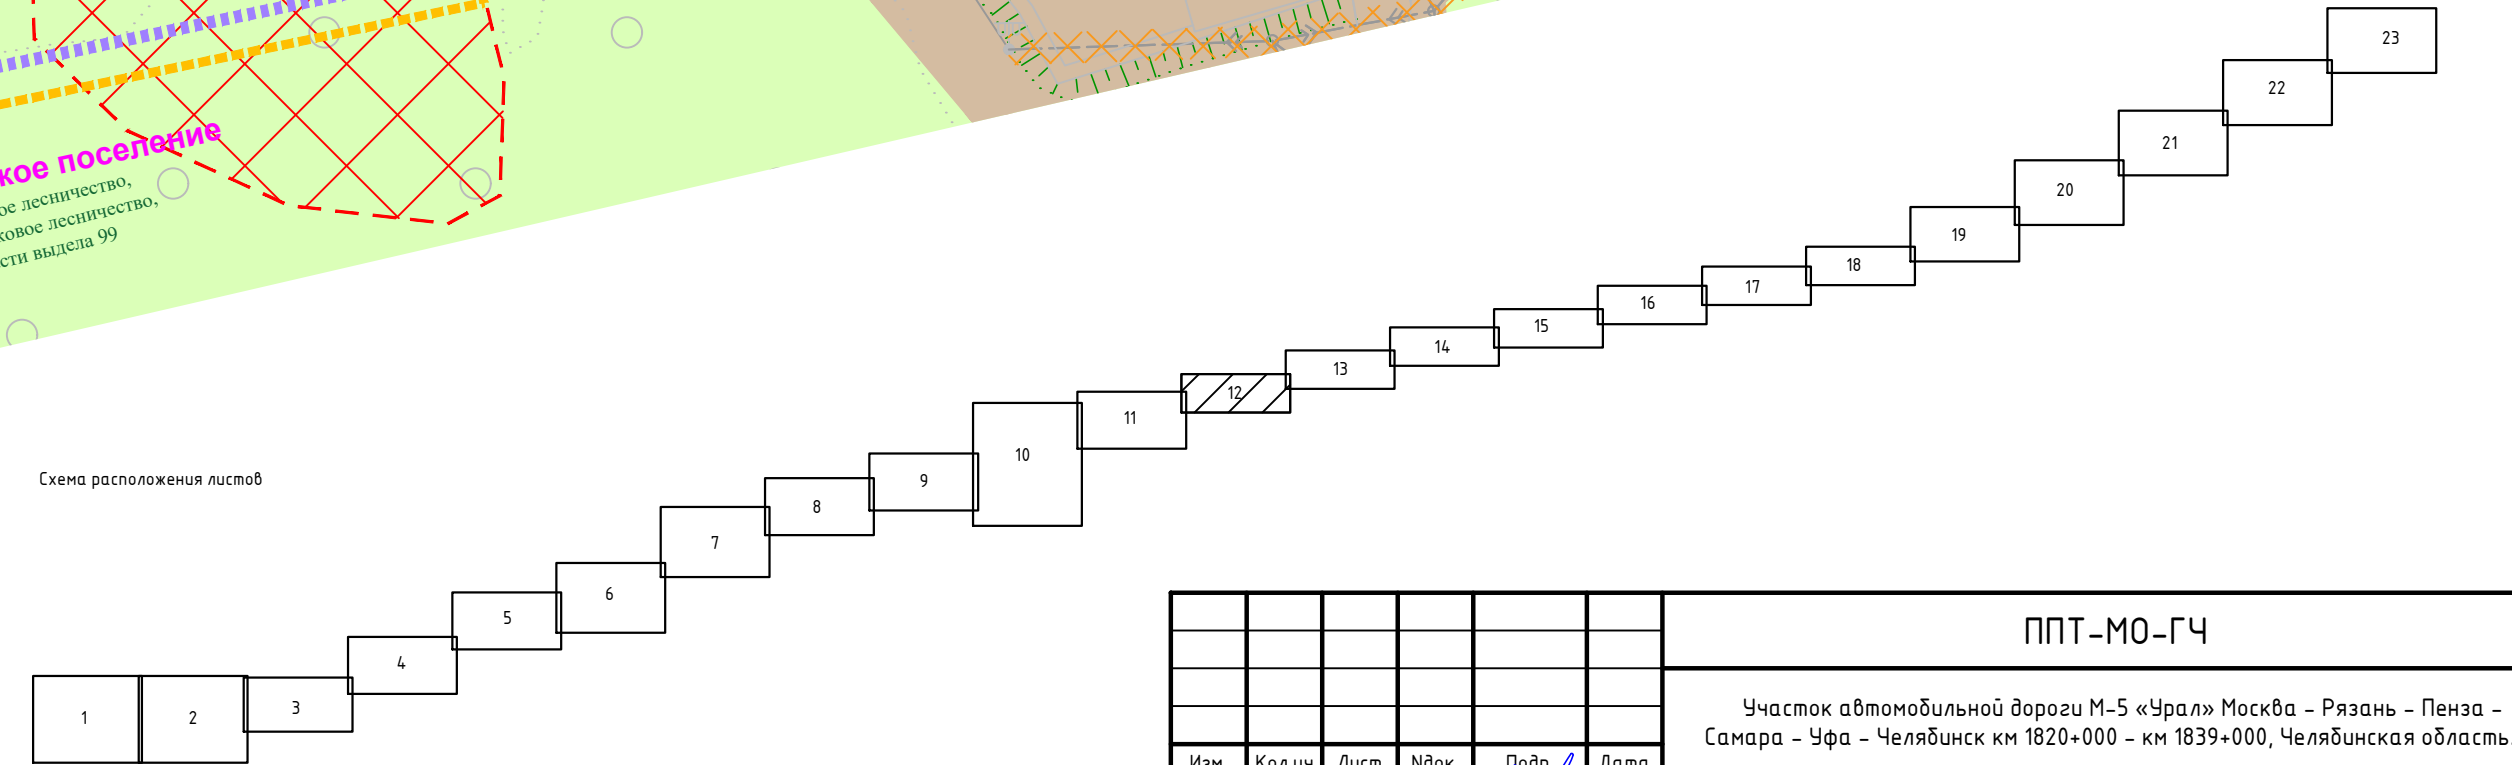 кое поселение
ое лесничество,
ковое лесничество,
сти выдела 99
23
22
21
20
19
18
17
16
15
14
13
12
11
10
9
8
7
6
5
4
3
2
1
Схема расположения листов
ППТ-МО-ГЧ
Участок автомобильной дороги М-5 «Урал» Москва - Рязань - Пенза -
Самара - Уфа - Челябинск км 1820+000 - км 1839+000, Челябинская область.
Изм. Кол.уч Лист Nдок. Подп. Дата